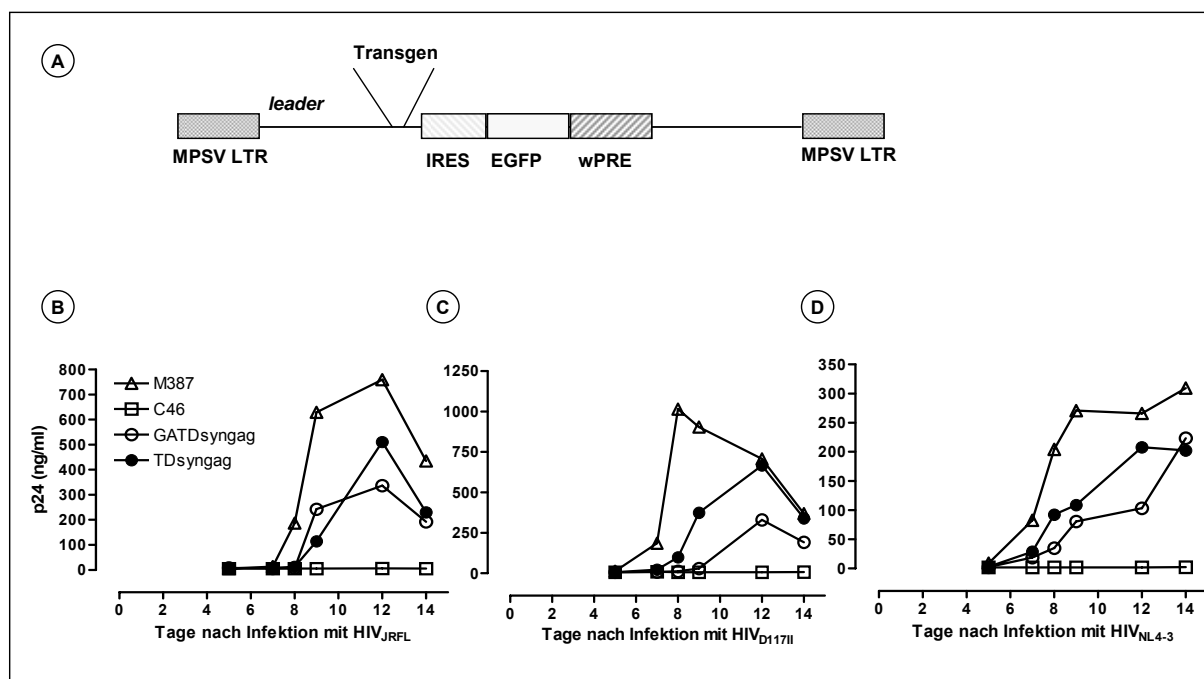 A
Transgen
leader
MPSV LTR
IRES
EGFP
wPRE
MPSV LTR
B
800
700
600
500
400
300
200
100
0
p24 (ng/ml)
M387
C46
GATDsyngag
TDsyngag
0 2 4 6 8 10 12 14
Tage nach Infektion mit HIVJRFL
C
1250
1000
750
500
250
0
0 2 4 6 8 10 12 14
Tage nach Infektion mit HIVD117II
D
350
300
250
200
150
100
50
0
0 2 4 6 8 10 12 14
Tage nach Infektion mit HIVNL4-3